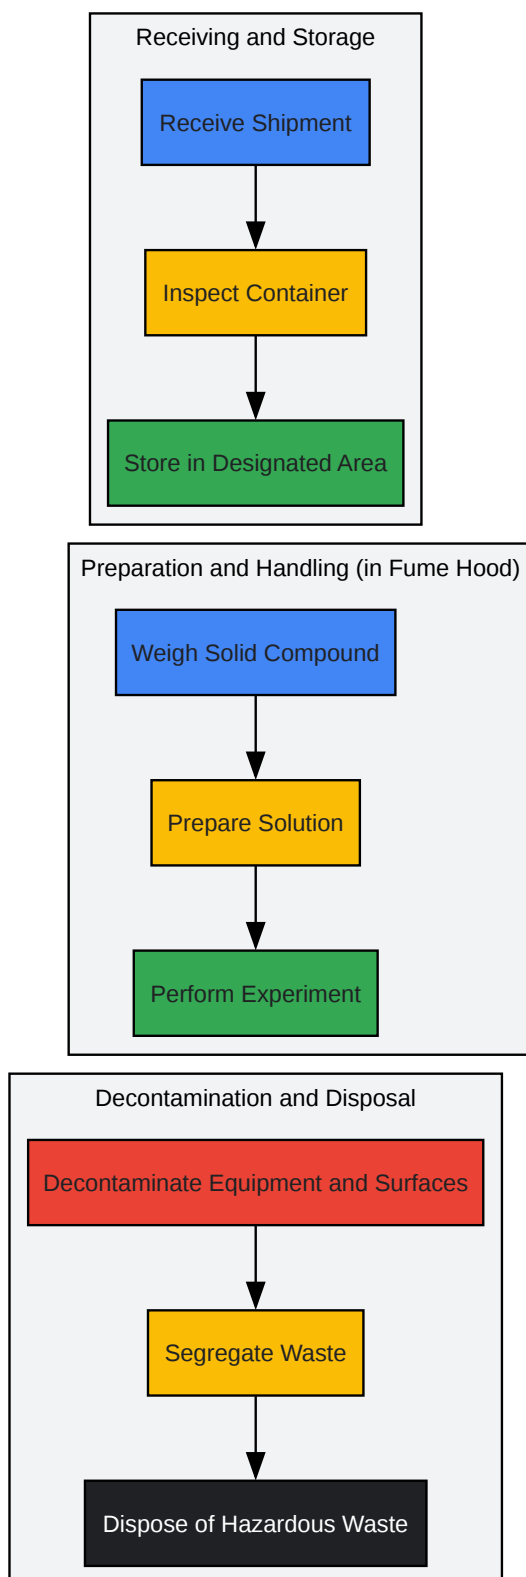 Receiving and Storage
Receive Shipment
Inspect Container
Store in Designated Area
Preparation and Handling (in Fume Hood)
Weigh Solid Compound
Prepare Solution
Perform Experiment
Decontamination and Disposal
Decontaminate Equipment and Surfaces
Segregate Waste
Dispose of Hazardous Waste